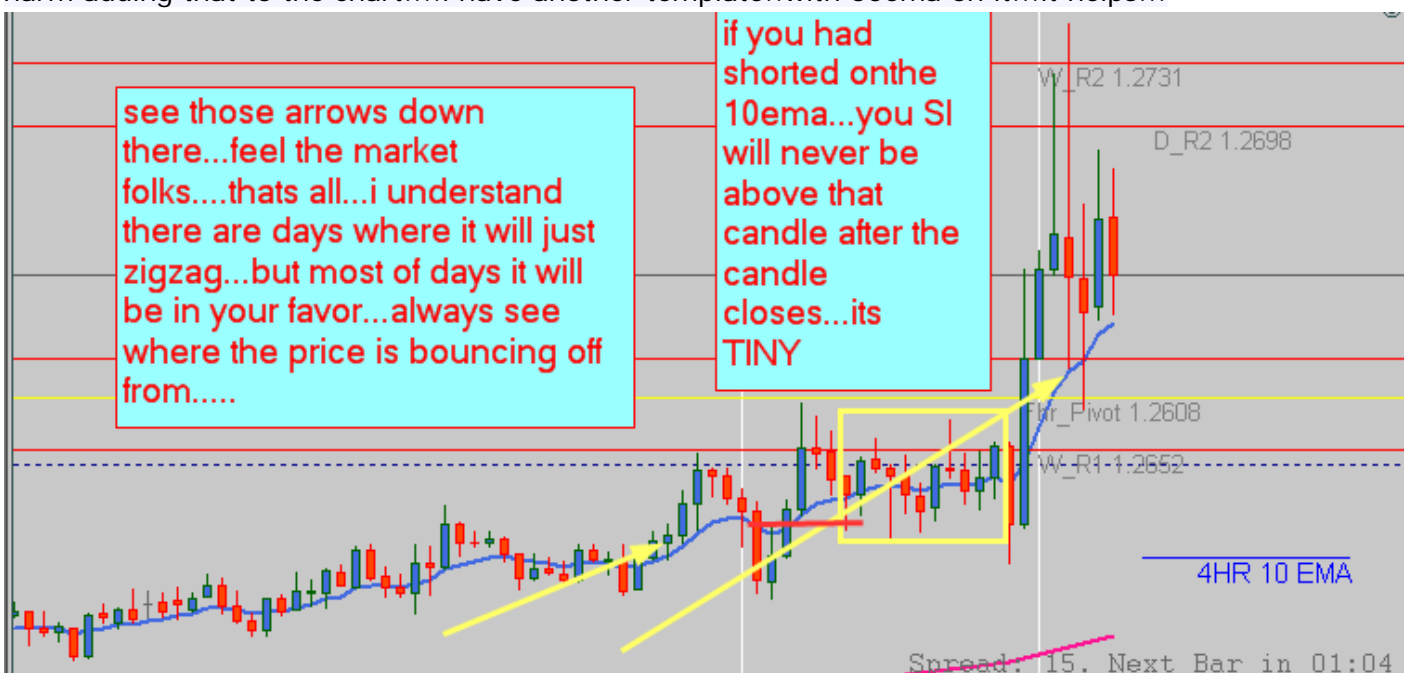 see those arrows down
there...feel the market
folks....thats all...i understand
there are days where it will just
zigzag...but most of days it will
be in your favor...always see
where the price is bouncing off
from.....
if you had
shorted onthe
10ema...you Sl
will never be
above that
candle after the
candle
closes...its
TINY
W_R2 1.2731
D_R2 1.2698
Fhr_Pivot 1.2608
W_R1 1.2652
4HR 10 EMA
Spread: 15. Next Bar in 01:04